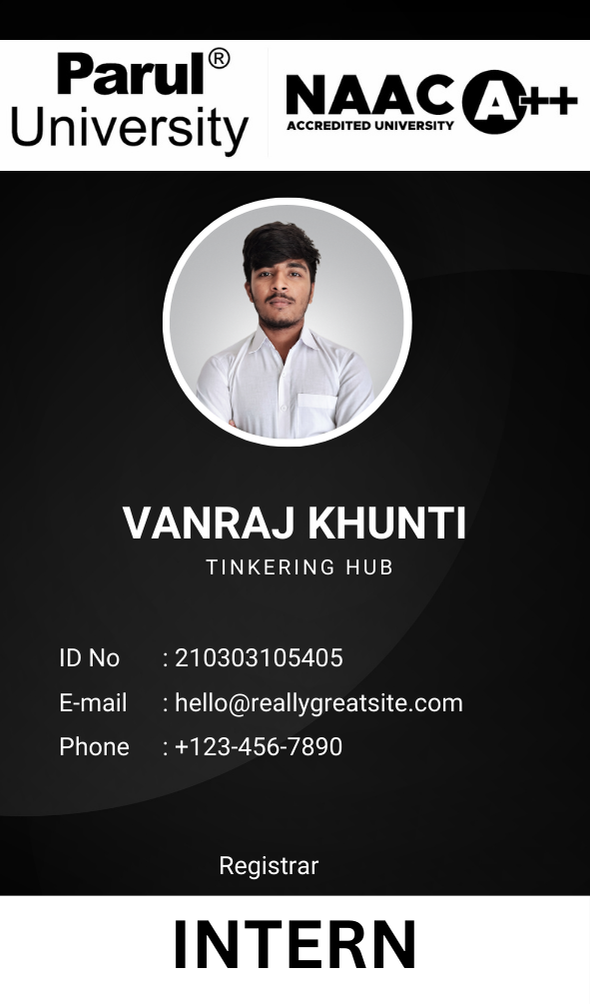 Parul® NAAC A++
University ACCREDITED UNIVERSITY
VANRAJ KHUNTI
TINKERING HUB
ID No : 210303105405
E-mail : hello@reallygreatsite.com
Phone : +123-456-7890
Registrar
INTERN